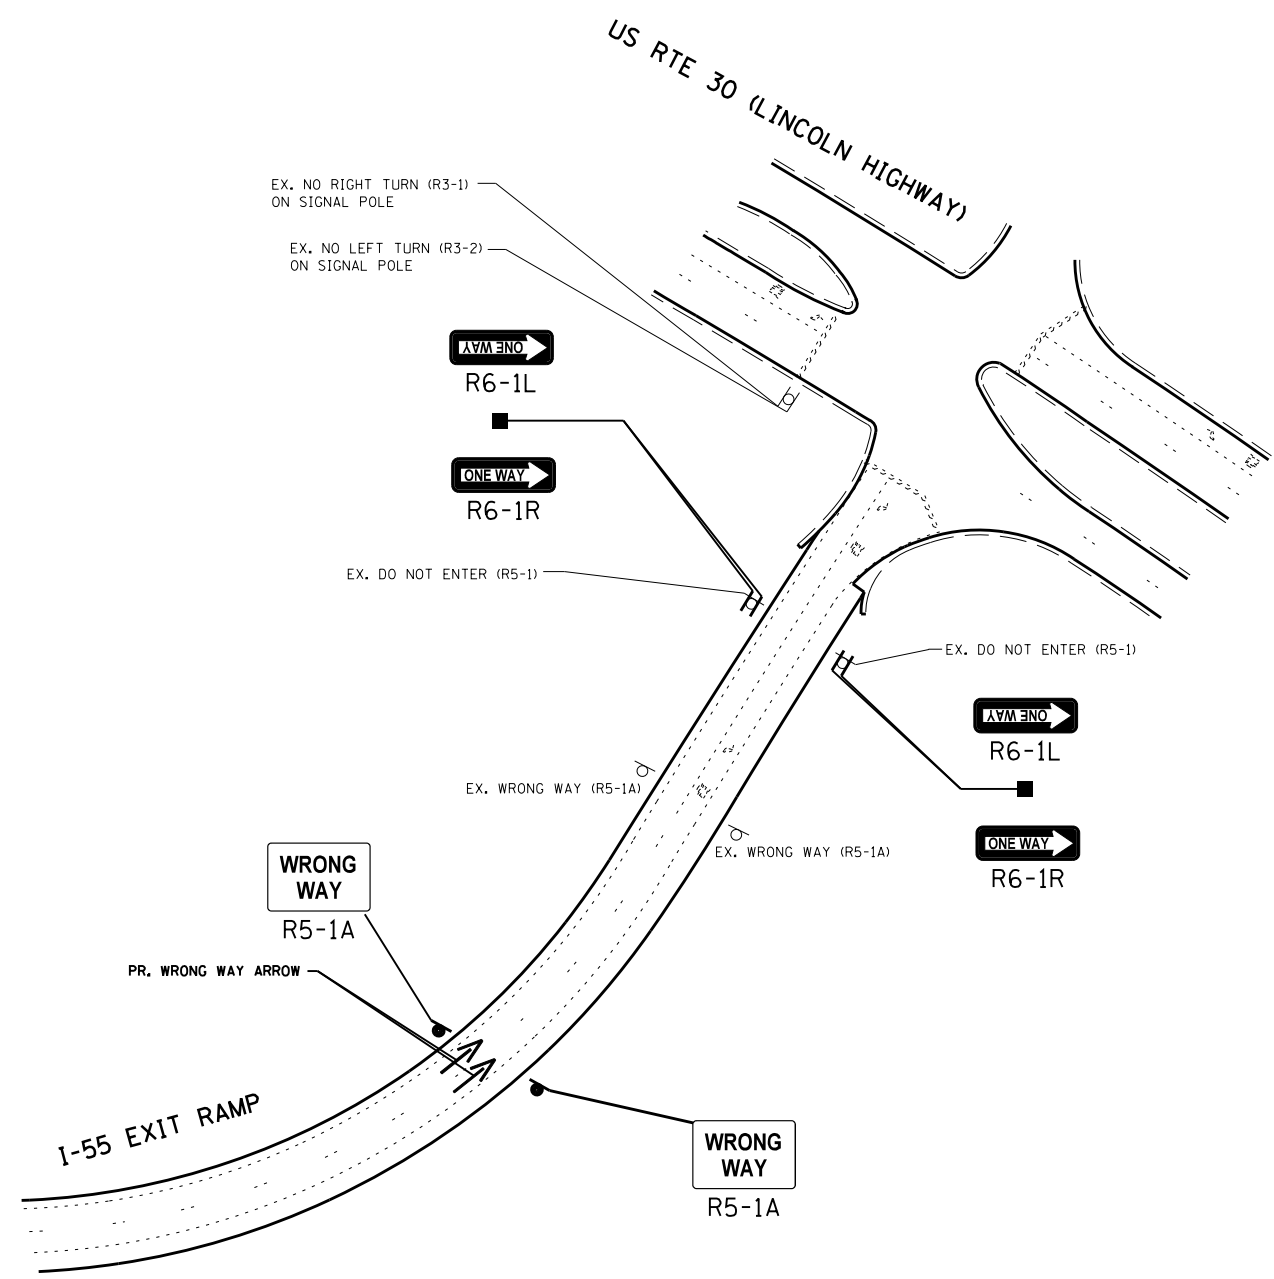 US RTE 30 (LINCOLN HIGHWAY)
EX. NO RIGHT TURN (R3-1)
ON SIGNAL POLE
EX. NO LEFT TURN (R3-2)
ON SIGNAL POLE
ONE WAY
R6-1L
ONE WAY
R6-1R
EX. DO NOT ENTER (R5-1)
EX. DO NOT ENTER (R5-1)
ONE WAY
R6-1L
EX. WRONG WAY (R5-1A)
ONE WAY
R6-1R
EX. WRONG WAY (R5-1A)
WRONG
WAY
R5-1A
PR. WRONG WAY ARROW
I-55 EXIT RAMP
WRONG
WAY
R5-1A